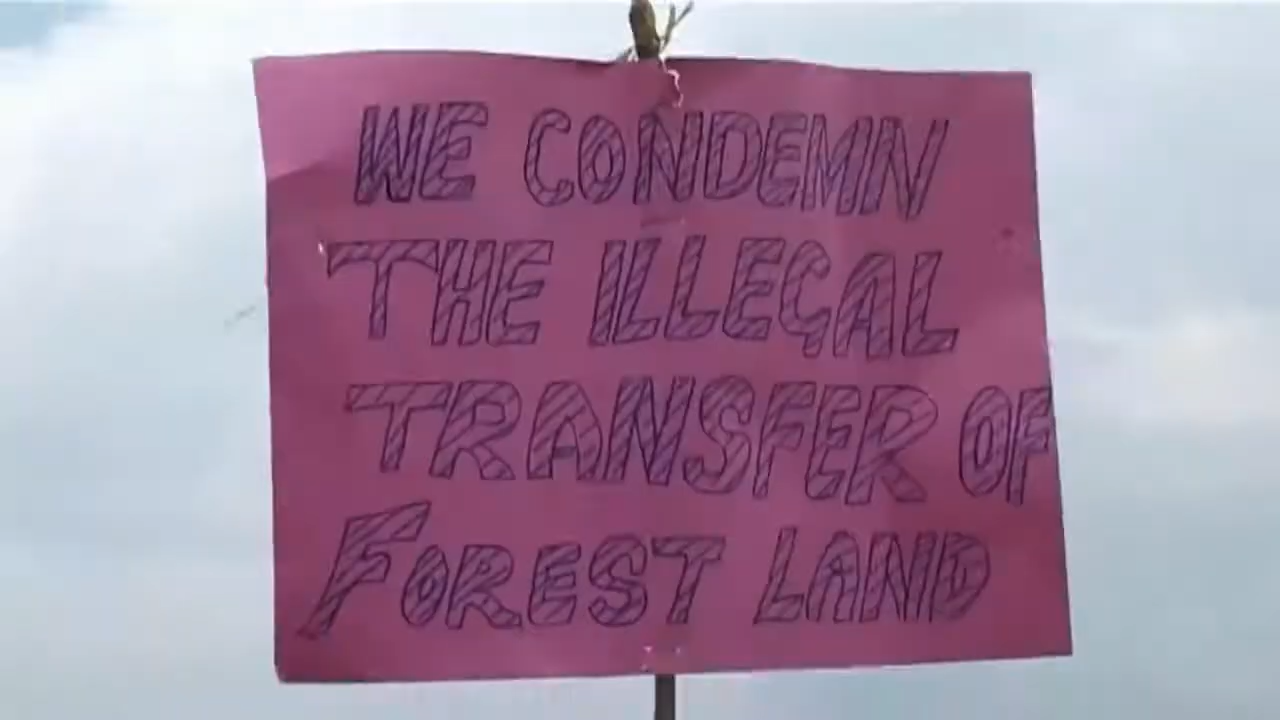 WE CONDEMN
THE ILLEGAL
TRANSFER OF
FOREST LAND